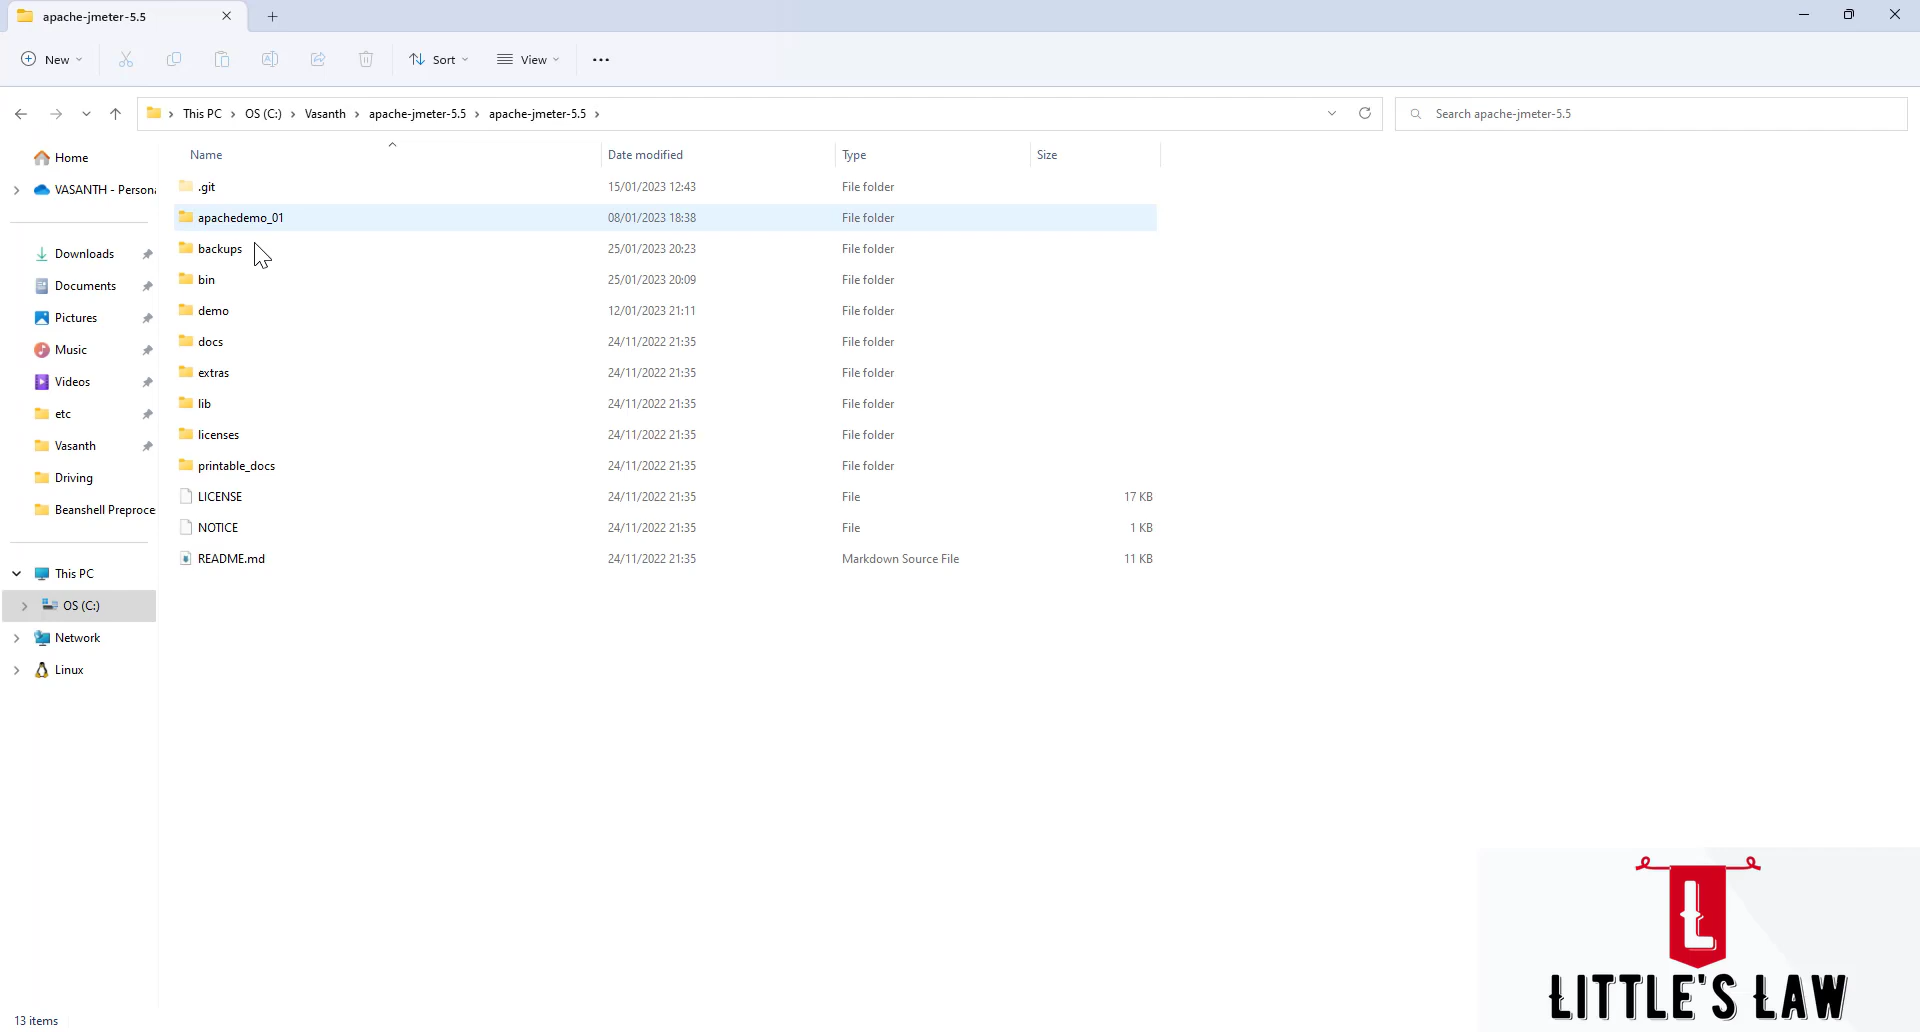 apache-jmeter-5.5
New
Sort
View
This PC
OS (C:)
Vasanth
apache-jmeter-5.5
apache-jmeter-5.5
Search apache-jmeter-5.5
Home
VASANTH - Persona
Downloads
Documents
Pictures
Music
Videos
etc
Vasanth
Driving
Beanshell Preproce
This PC
OS (C:)
Network
Linux
Name Date modified Type Size
.git 15/01/2023 12:43 File folder
apachedemo_01 08/01/2023 18:38 File folder
backups 25/01/2023 20:23 File folder
bin 25/01/2023 20:09 File folder
demo 12/01/2023 21:11 File folder
docs 24/11/2022 21:35 File folder
extras 24/11/2022 21:35 File folder
lib 24/11/2022 21:35 File folder
licenses 24/11/2022 21:35 File folder
printable_docs 24/11/2022 21:35 File folder
LICENSE 24/11/2022 21:35 File 17 KB
NOTICE 24/11/2022 21:35 File 1 KB
README.md 24/11/2022 21:35 Markdown Source File 11 KB
L
LITTLE'S LAW
13 items